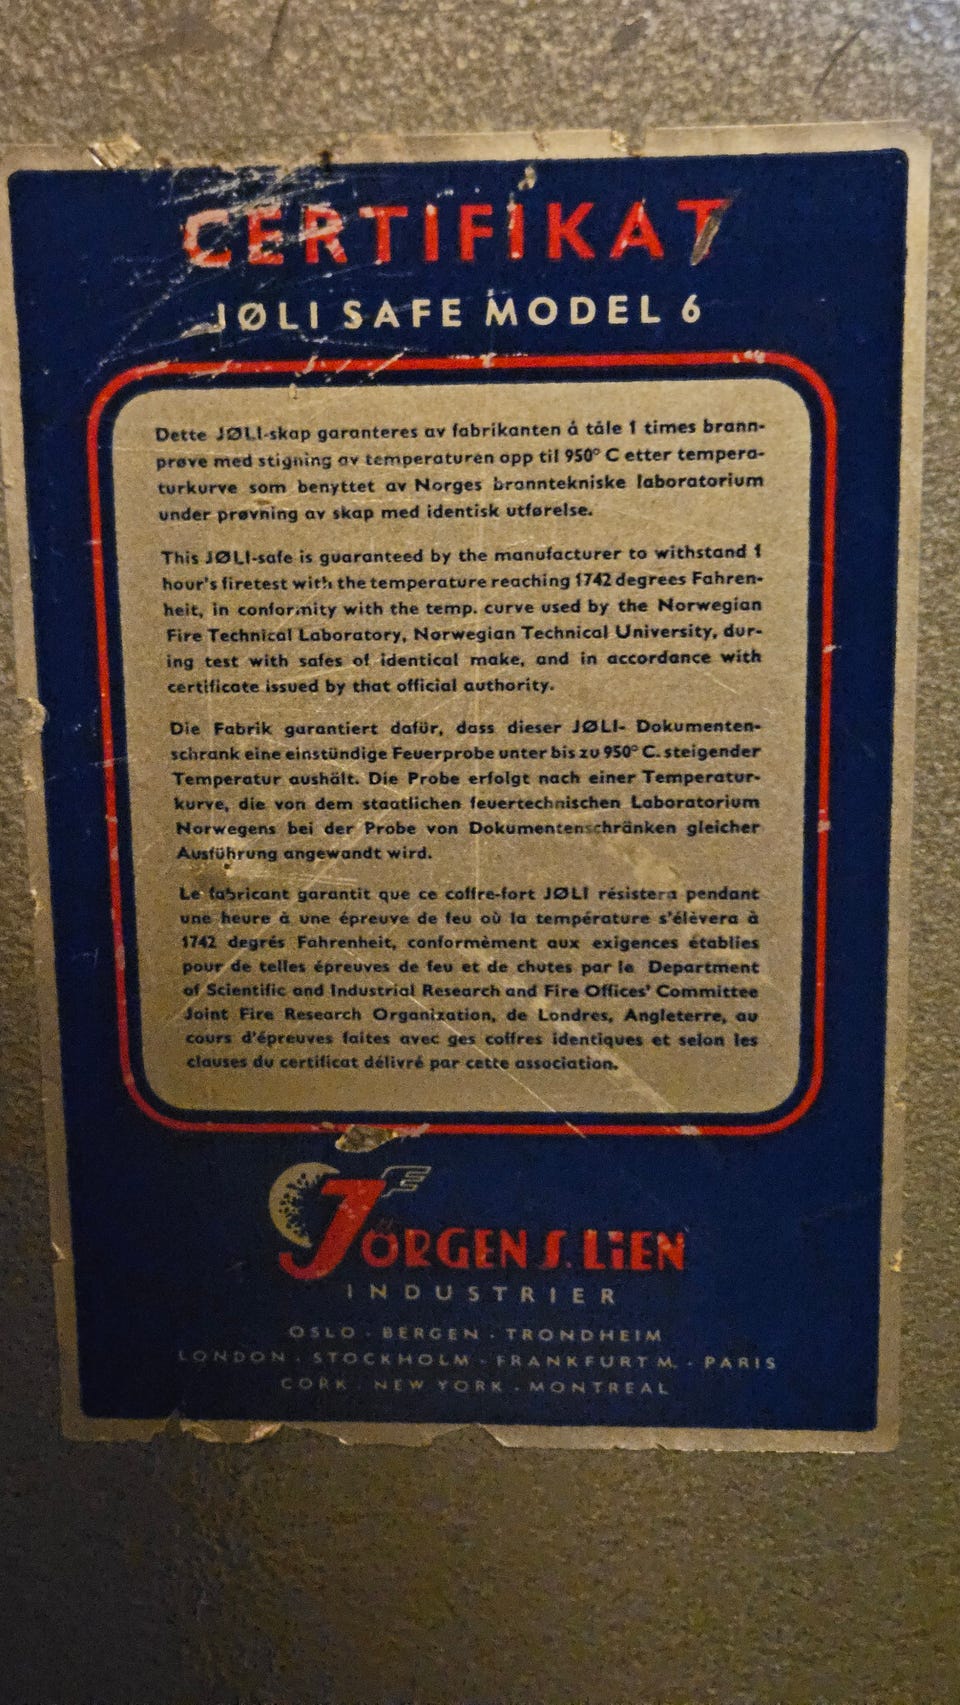 CERTIFIKAT
JØLI SAFE MODEL 6
Dette JØLI-skap garanteres av fabrikanten å tåle 1 times brann-
prøve med stigning av temperaturen opp til 950° C etter tempera-
turkurve som benyttet av Norges branntekniske laboratorium
under prøvning av skap med identisk utførelse.
This JØLI-safe is guaranteed by the manufacturer to withstand 1
hour's firetest with the temperature reaching 1742 degrees Fahren-
heit, in conformity with the temp. curve used by the Norwegian
Fire Technical Laboratory, Norwegian Technical University, dur-
ing test with safes of identical make, and in accordance with
certificate issued by that official authority.
Die Fabrik garantiert dafür, dass dieser JØLI- Dokumenten-
schrank eine einstündige Feuerprobe unter bis zu 950° C. steigender
Temperatur aushält. Die Probe erfolgt nach einer Temperatur-
kurve, die von dem staatlichen feuertechnischen Laboratorium
Norwegens bei der Probe von Dokumentenschränken gleicher
Ausführung angewandt wird.
Le fabricant garantit que ce coffre-fort JØLI résistera pendant
une heure à une épreuve de feu où la température s'élèvera à
1742 degrés Fahrenheit, conformèment aux exigences établies
pour de telles épreuves de feu et de chutes par le Department
of Scientific and Industrial Research and Fire Offices' Committee
Joint Fire Research Organization, de Londres, Angleterre, au
cours d'épreuves faites avec ges coffres identiques et selon les
clauses du certificat délivré par cette association.
JÖRGEN S. LIEN
INDUSTRIER
OSLO · BERGEN · TRONDHEIM
LONDON · STOCKHOLM · FRANKFURT M. · PARIS
CORK · NEW YORK · MONTREAL